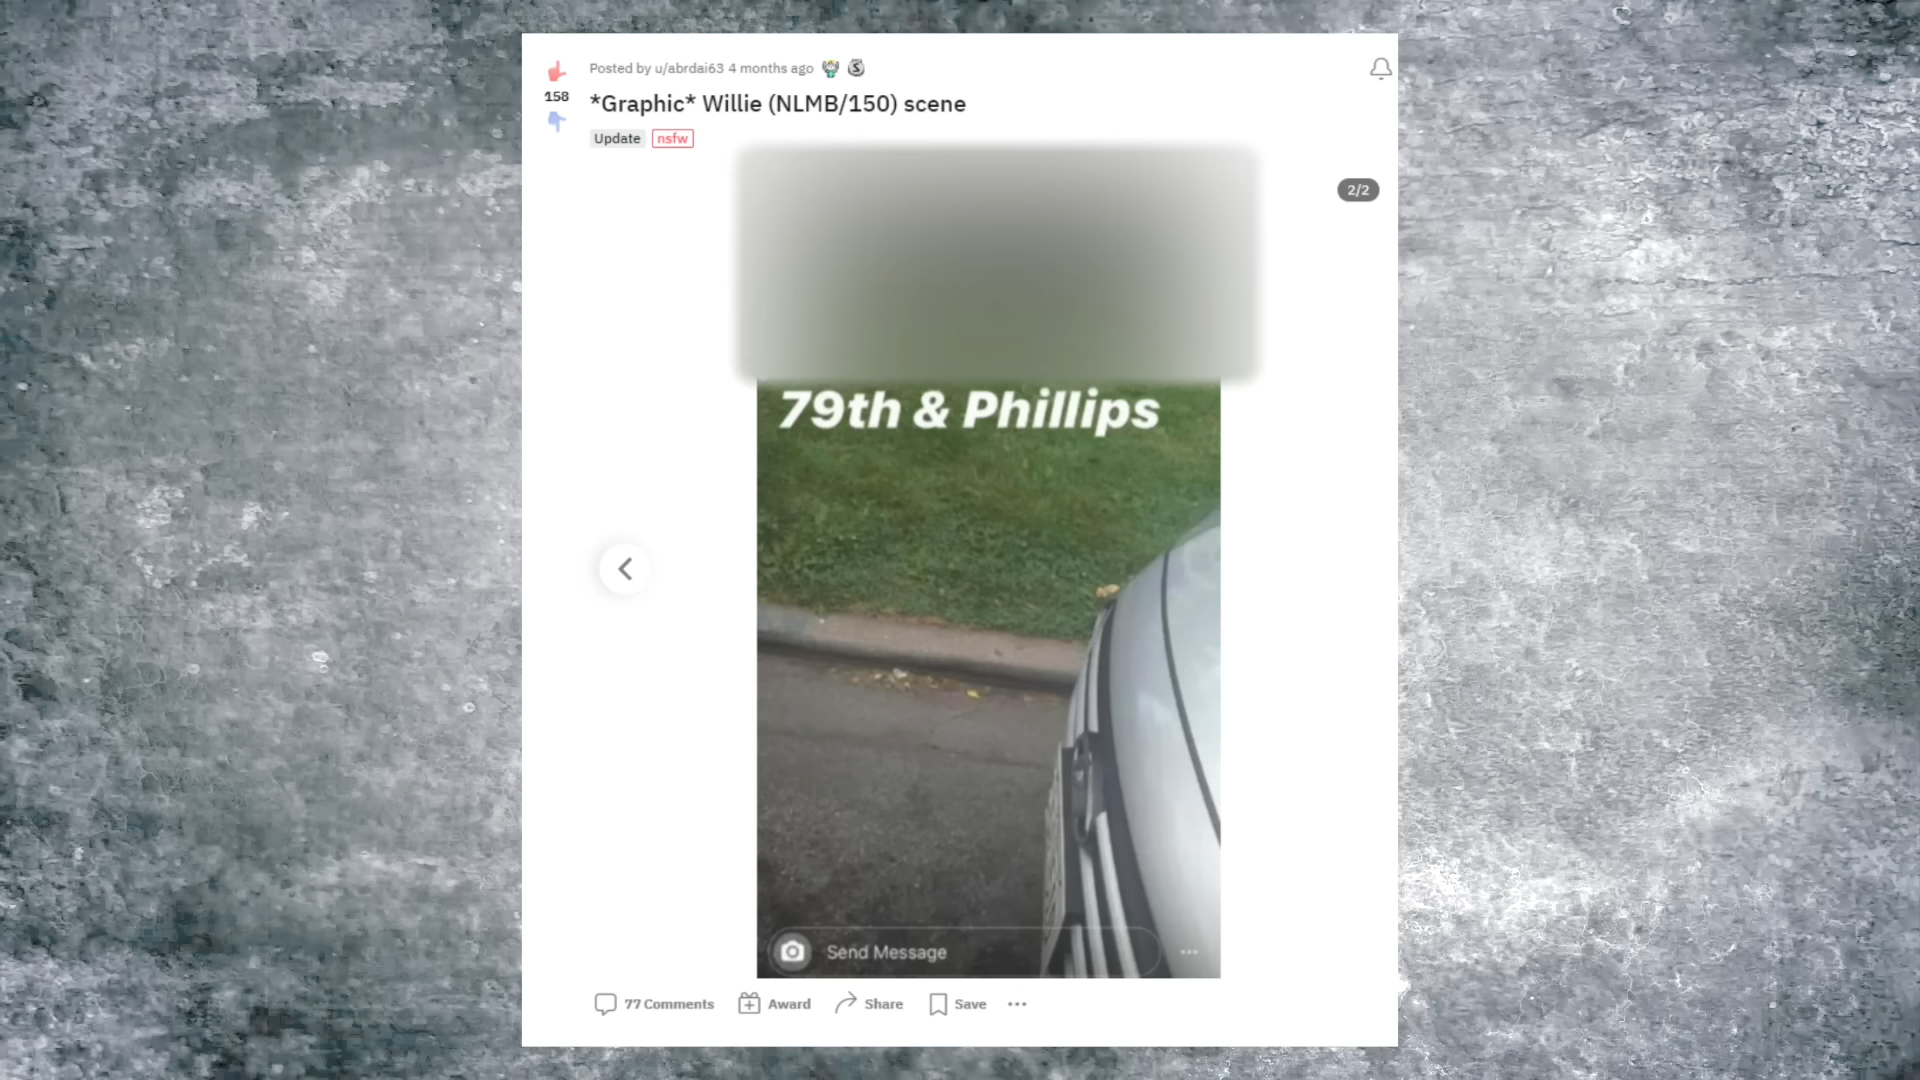 Posted by u/abrdai63 4 months ago
158
*Graphic* Willie (NLMB/150) scene
Update nsfw
2/2
79th & Phillips
Send Message
77 Comments Award Share Save